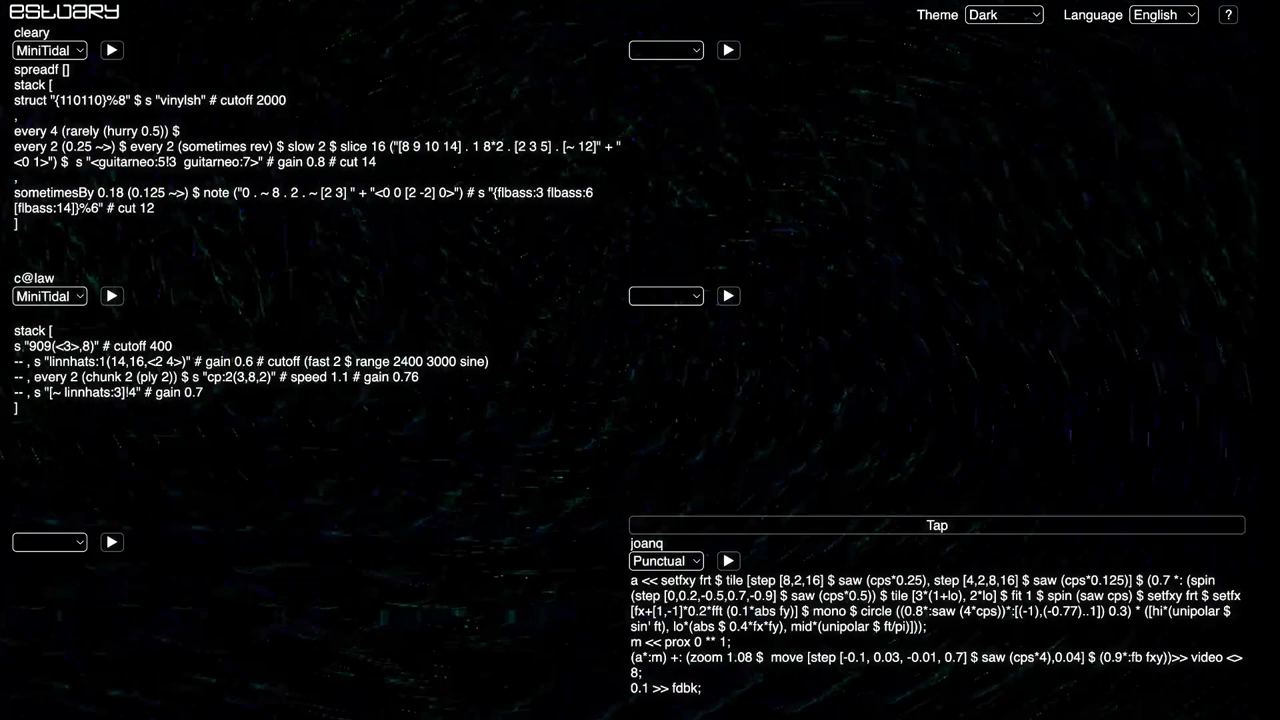 estuary
Theme Dark Language English ?
cleary
MiniTidal
spreadf []
stack [
struct "{110110}%8" $ s "vinylsh" # cutoff 2000
,
every 4 (rarely (hurry 0.5)) $
every 2 (0.25 ~>) $ every 2 (sometimes rev) $ slow 2 $ slice 16 ("[8 9 10 14] . 1 8*2 . [2 3 5] . [~ 12]" + "
<0 1>") $  s "<guitarneo:5!3  guitarneo:7>" # gain 0.8 # cut 14
,
sometimesBy 0.18 (0.125 ~>) $ note ("0 . ~ 8 . 2 . ~ [2 3] " + "<0 0 [2 -2] 0>") # s "{flbass:3 flbass:6
[flbass:14]}%6" # cut 12
]
c@law
MiniTidal
stack [
s "909(<3>,8)" # cutoff 400
-- , s "linnhats:1(14,16,<2 4>)" # gain 0.6 # cutoff (fast 2 $ range 2400 3000 sine)
-- , every 2 (chunk 2 (ply 2)) $ s "cp:2(3,8,2)" # speed 1.1 # gain 0.76
-- , s "[~ linnhats:3]!4" # gain 0.7
]
Tap
joanq
Punctual
a << setfxy frt $ tile [step [8,2,16] $ saw (cps*0.25), step [4,2,8,16] $ saw (cps*0.125)] $ (0.7 *: (spin
(step [0,0.2,-0.5,0.7,-0.9] $ saw (cps*0.5)) $ tile [3*(1+lo), 2*lo] $ fit 1 $ spin (saw cps) $ setfxy frt $ setfx
[fx+[1,-1]*0.2*fft (0.1*abs fy)] $ mono $ circle ((0.8*:saw (4*cps))*:[(-1),(-0.77)..1]) 0.3) * ([hi*(unipolar $
sin' ft), lo*(abs $ 0.4*fx*fy), mid*(unipolar $ ft/pi)]));
m << prox 0 ** 1;
(a*:m) +: (zoom 1.08 $  move [step [-0.1, 0.03, -0.01, 0.7] $ saw (cps*4),0.04] $ (0.9*:fb fxy))>> video <>
8;
0.1 >> fdbk;